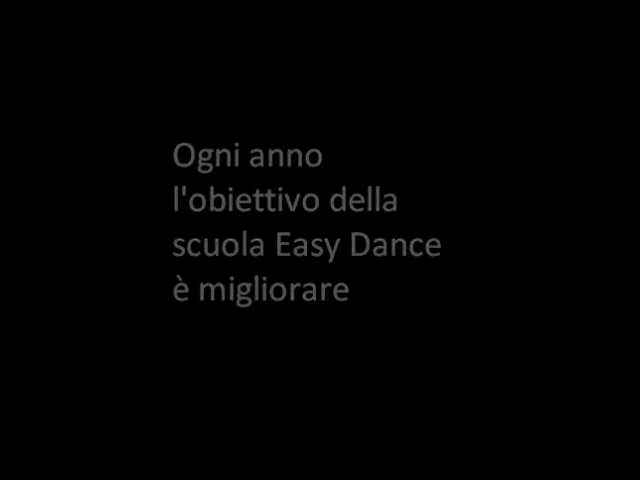 Ogni anno
l'obiettivo della
scuola Easy Dance
è migliorare